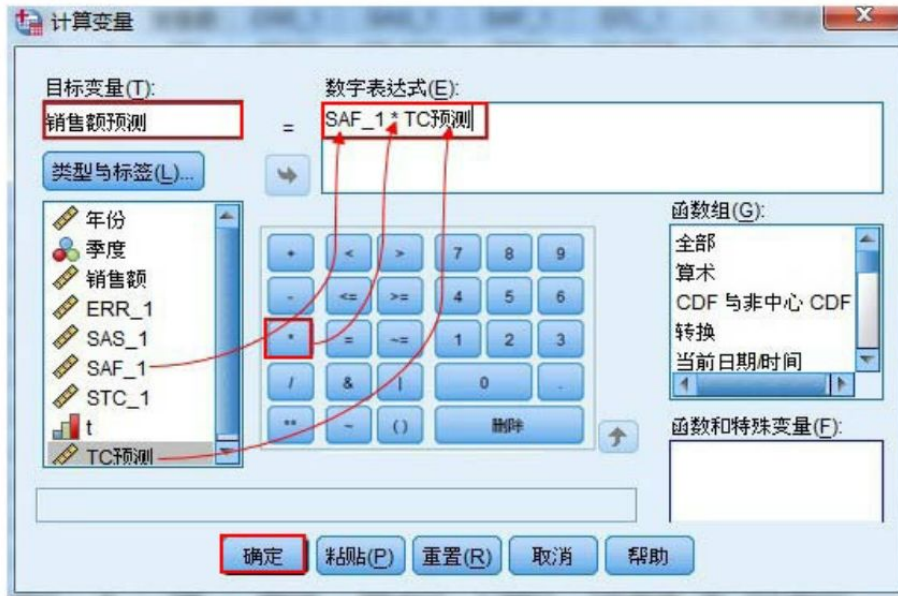 计算变量
目标变量(T):
数字表达式(E):
销售额预测
=
SAF_1 * TC预测
类型与标签(L)...
年份
季度
销售额
ERR_1
SAS_1
SAF_1
STC_1
t
TC预测
+ < > 7 8 9
- <= >= 4 5 6
* = ~= 1 2 3
/ & | 0 .
** ~ () 删除
函数组(G):
全部
算术
CDF 与非中心 CDF
转换
当前日期/时间
函数和特殊变量(F):
确定
粘贴(P)
重置(R)
取消
帮助